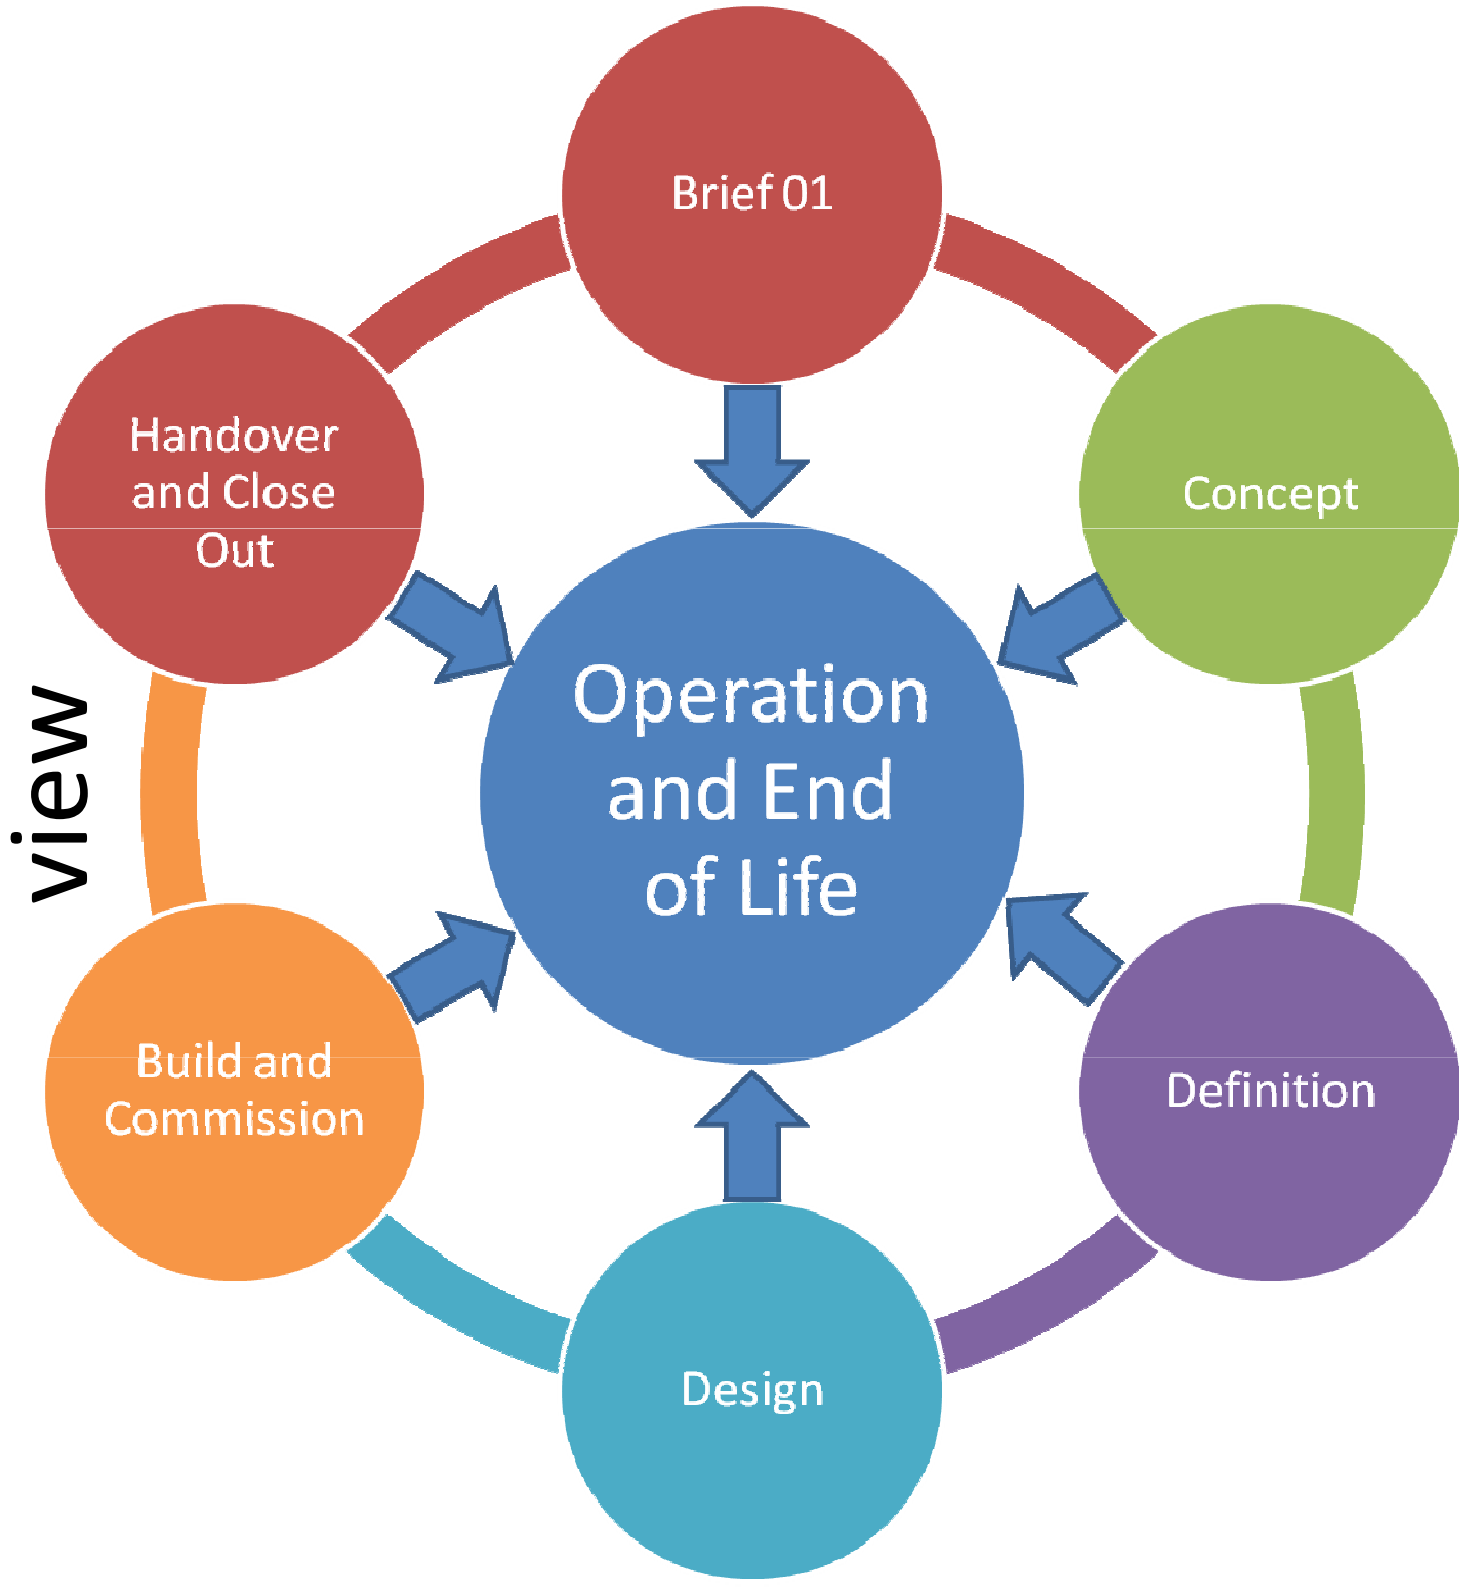 Brief 01
Concept
Definition
Design
Build and
Commission
Handover
and Close
Out
Operation
and End
of Life
view